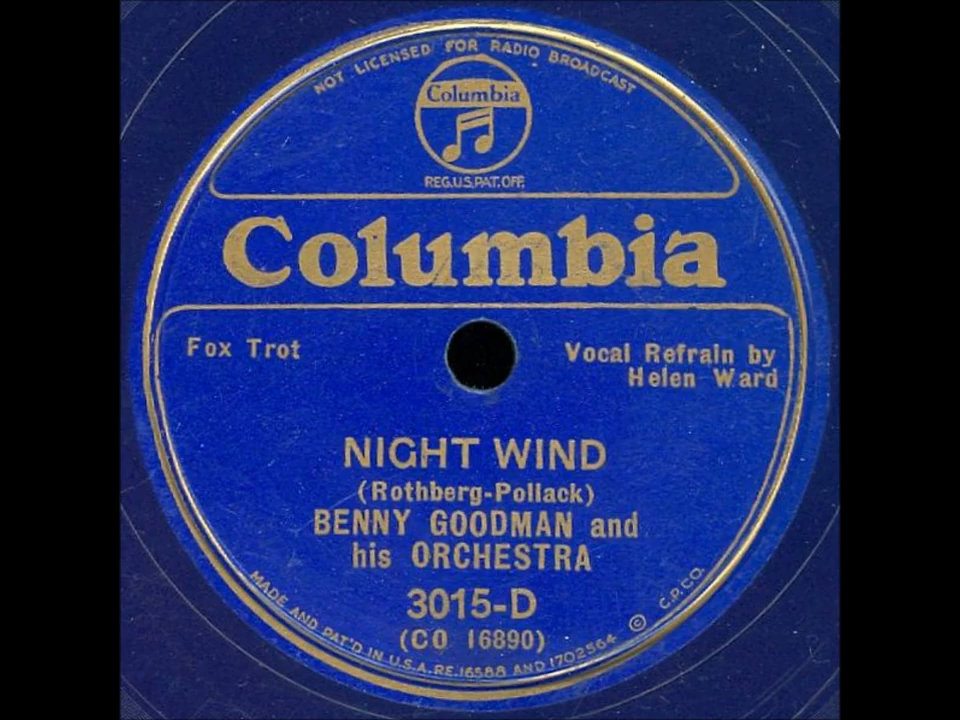 NOT LICENSED FOR RADIO BROADCAST
Columbia
REG.U.S.PAT.OFF.
Columbia
Fox Trot
Vocal Refrain by
Helen Ward
NIGHT WIND
(Rothberg-Pollack)
BENNY GOODMAN and
his ORCHESTRA
3015-D
(CO 16890)
MADE AND PAT'D IN U.S.A. RE.16588 AND 1702564 © C.P.CO.